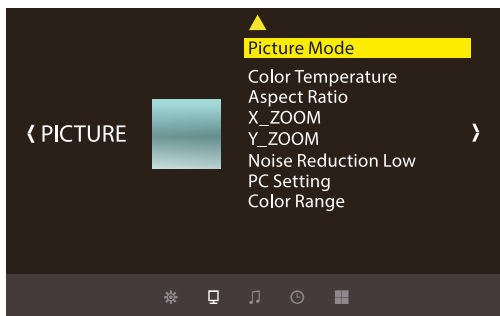 PICTURE
Picture Mode
Color Temperature
Aspect Ratio
X_ZOOM
Y_ZOOM
Noise Reduction Low
PC Setting
Color Range